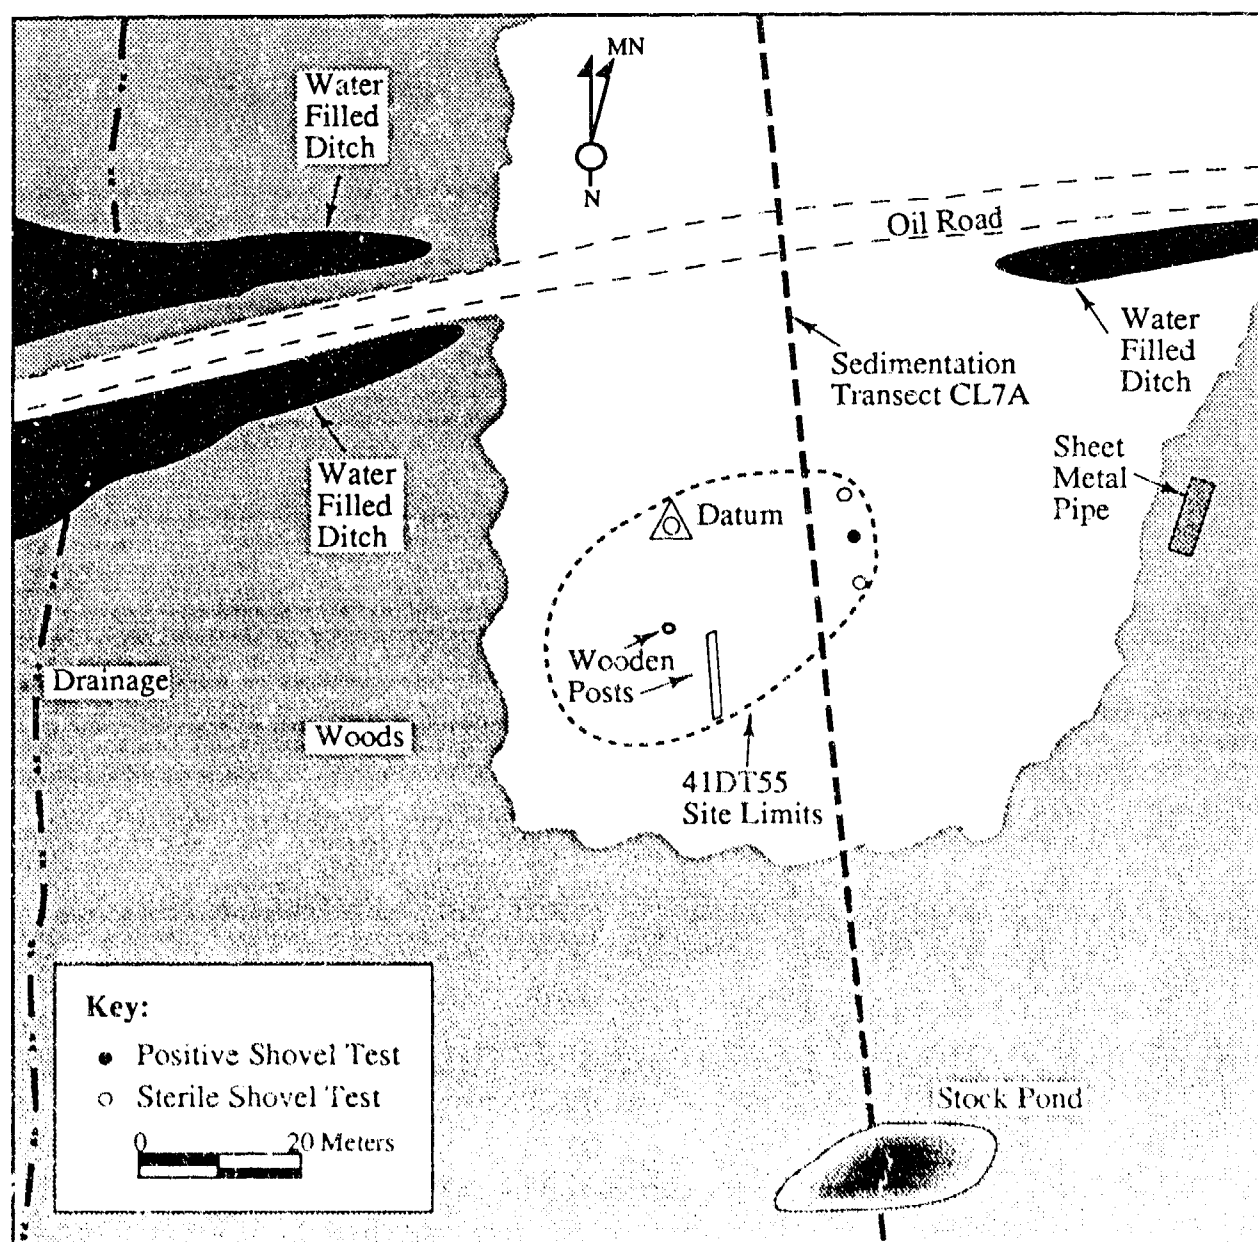 MN
N
Water
Filled
Ditch
Oil Road
Water
Filled
Ditch
Sedimentation
Transect CL7A
Sheet
Metal
Pipe
Water
Filled
Ditch
Datum
Wooden
Posts
Drainage
Woods
41DT55
Site Limits
Key:
Positive Shovel Test
Sterile Shovel Test
0 20 Meters
Stock Pond